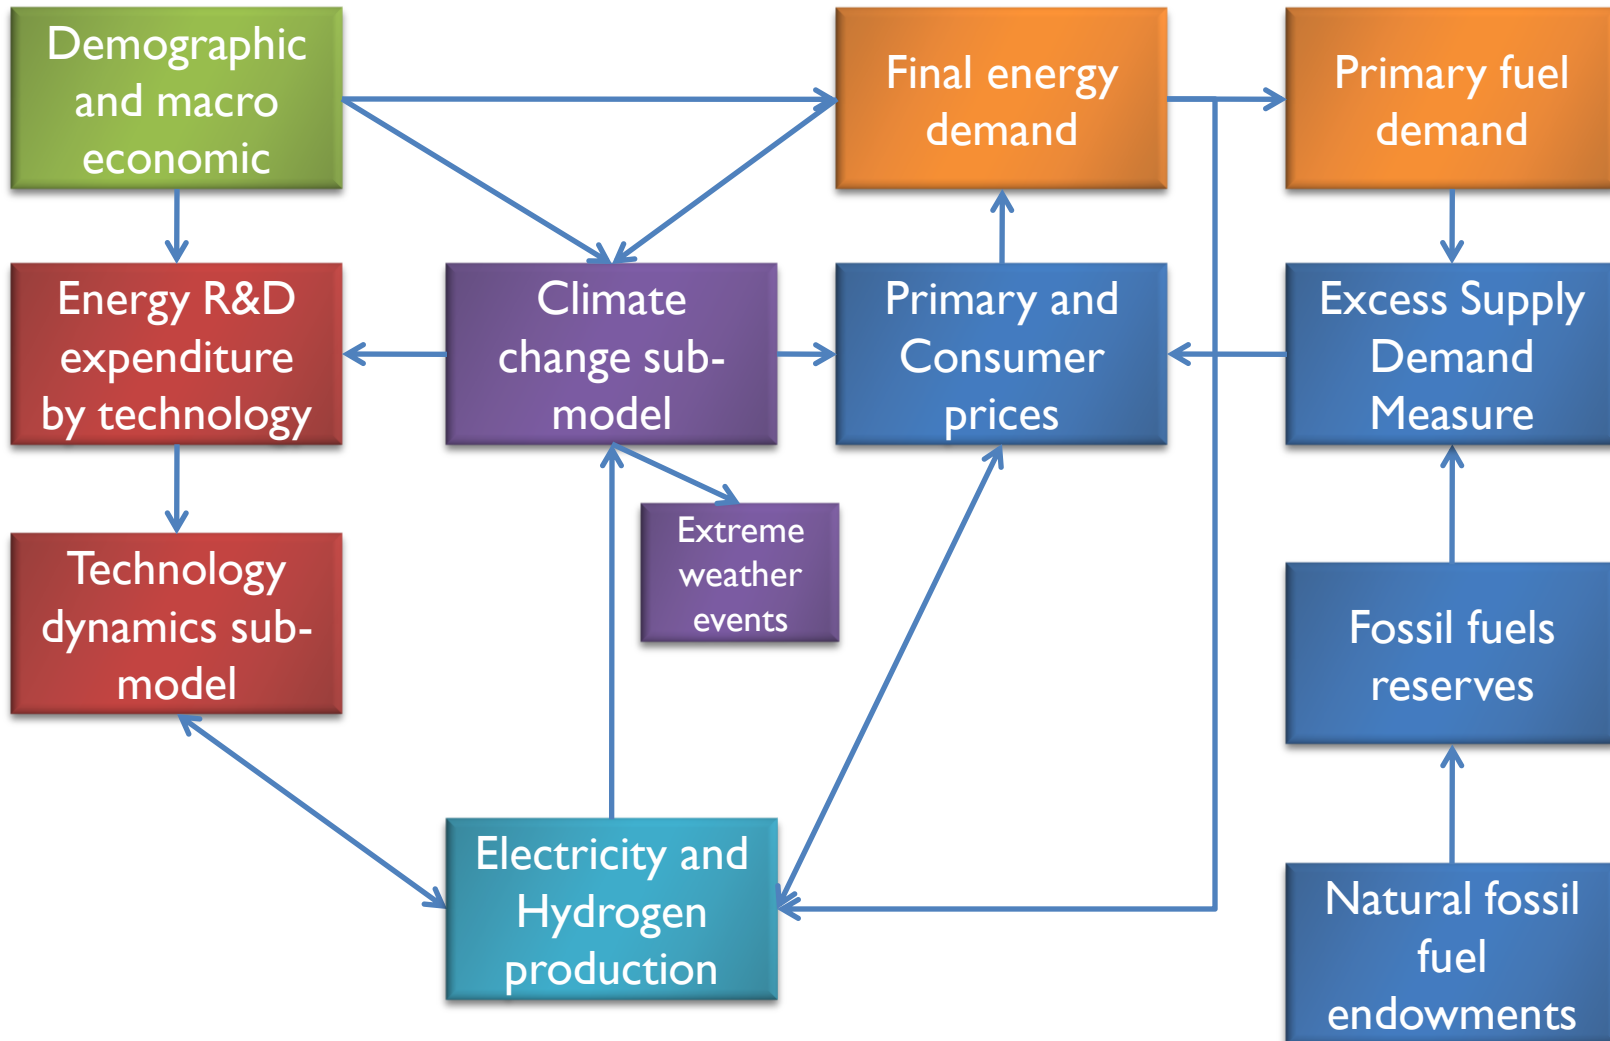 Demographic
and macro
economic
Final energy
demand
Primary fuel
demand
Energy R&D
expenditure
by technology
Climate
change sub-
model
Primary and
Consumer
prices
Excess Supply
Demand
Measure
Extreme
weather
events
Technology
dynamics sub-
model
Fossil fuels
reserves
Electricity and
Hydrogen
production
Natural fossil
fuel
endowments